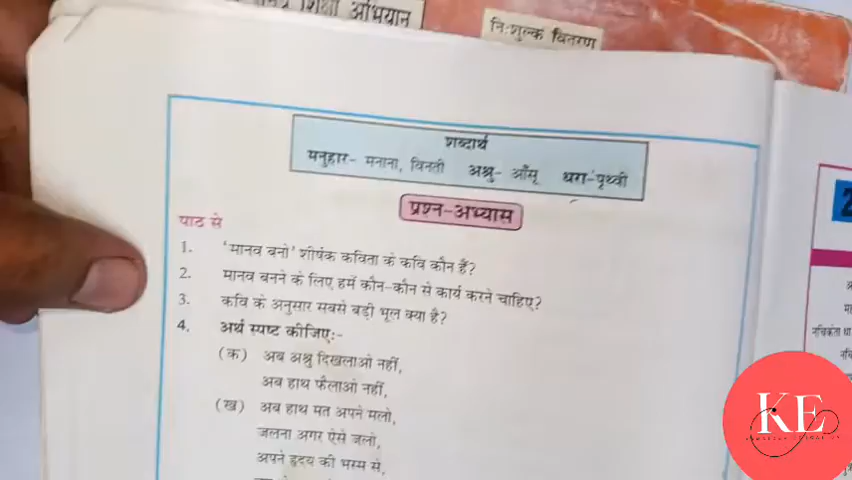 शिक्षा अभियान
निःशुल्क वितरण
शब्दार्थ
मनुहार- मनाना, विनती अश्रु- आँसू धरा-पृथ्वी
प्रश्न-अभ्यास
पाठ से
1. 'मानव बनो' शीर्षक कविता के कवि कौन हैं?
2. मानव बनने के लिए हमें कौन-कौन से कार्य करने चाहिए?
3. कवि के अनुसार सबसे बड़ी भूल क्या है?
4. अर्थ स्पष्ट कीजिए:-
(क) अब अश्रु दिखलाओ नहीं,
अब हाथ फैलाओ नहीं,
(ख) अब हाथ मत अपने मलो,
जलना अगर ऐसे जलो,
अपने हृदय की भस्म से,
2
नचिकेता था
KE